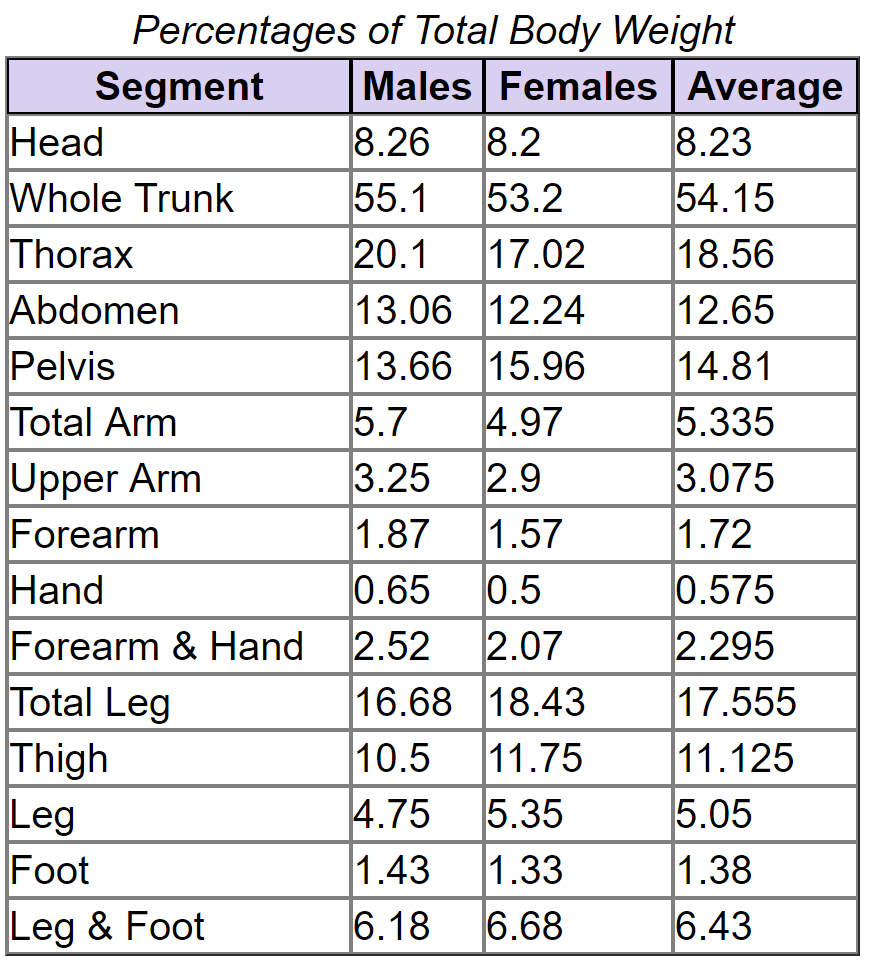 Percentages of Total Body Weight
Segment Males Females Average
Head 8.26 8.2 8.23
Whole Trunk 55.1 53.2 54.15
Thorax 20.1 17.02 18.56
Abdomen 13.06 12.24 12.65
Pelvis 13.66 15.96 14.81
Total Arm 5.7 4.97 5.335
Upper Arm 3.25 2.9 3.075
Forearm 1.87 1.57 1.72
Hand 0.65 0.5 0.575
Forearm & Hand 2.52 2.07 2.295
Total Leg 16.68 18.43 17.555
Thigh 10.5 11.75 11.125
Leg 4.75 5.35 5.05
Foot 1.43 1.33 1.38
Leg & Foot 6.18 6.68 6.43